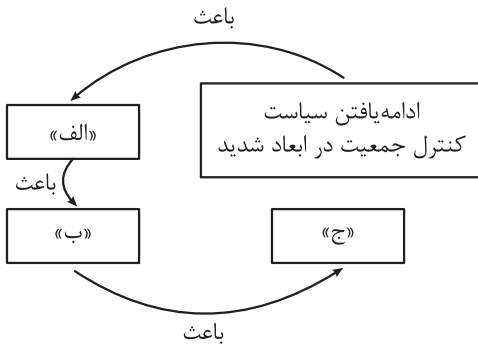 باعث
ادامه‌یافتن سیاست
کنترل جمعیت در ابعاد شدید
«الف»
باعث
«ب»
«ج»
باعث